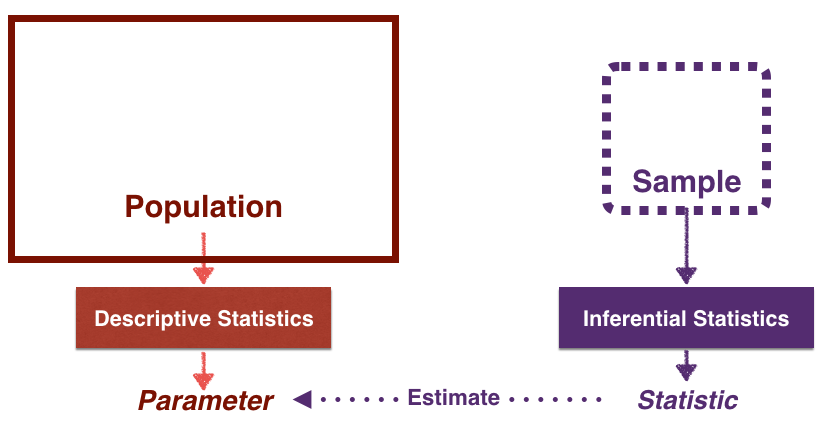 Population
Sample
Descriptive Statistics
Inferential Statistics
Parameter
Estimate
Statistic